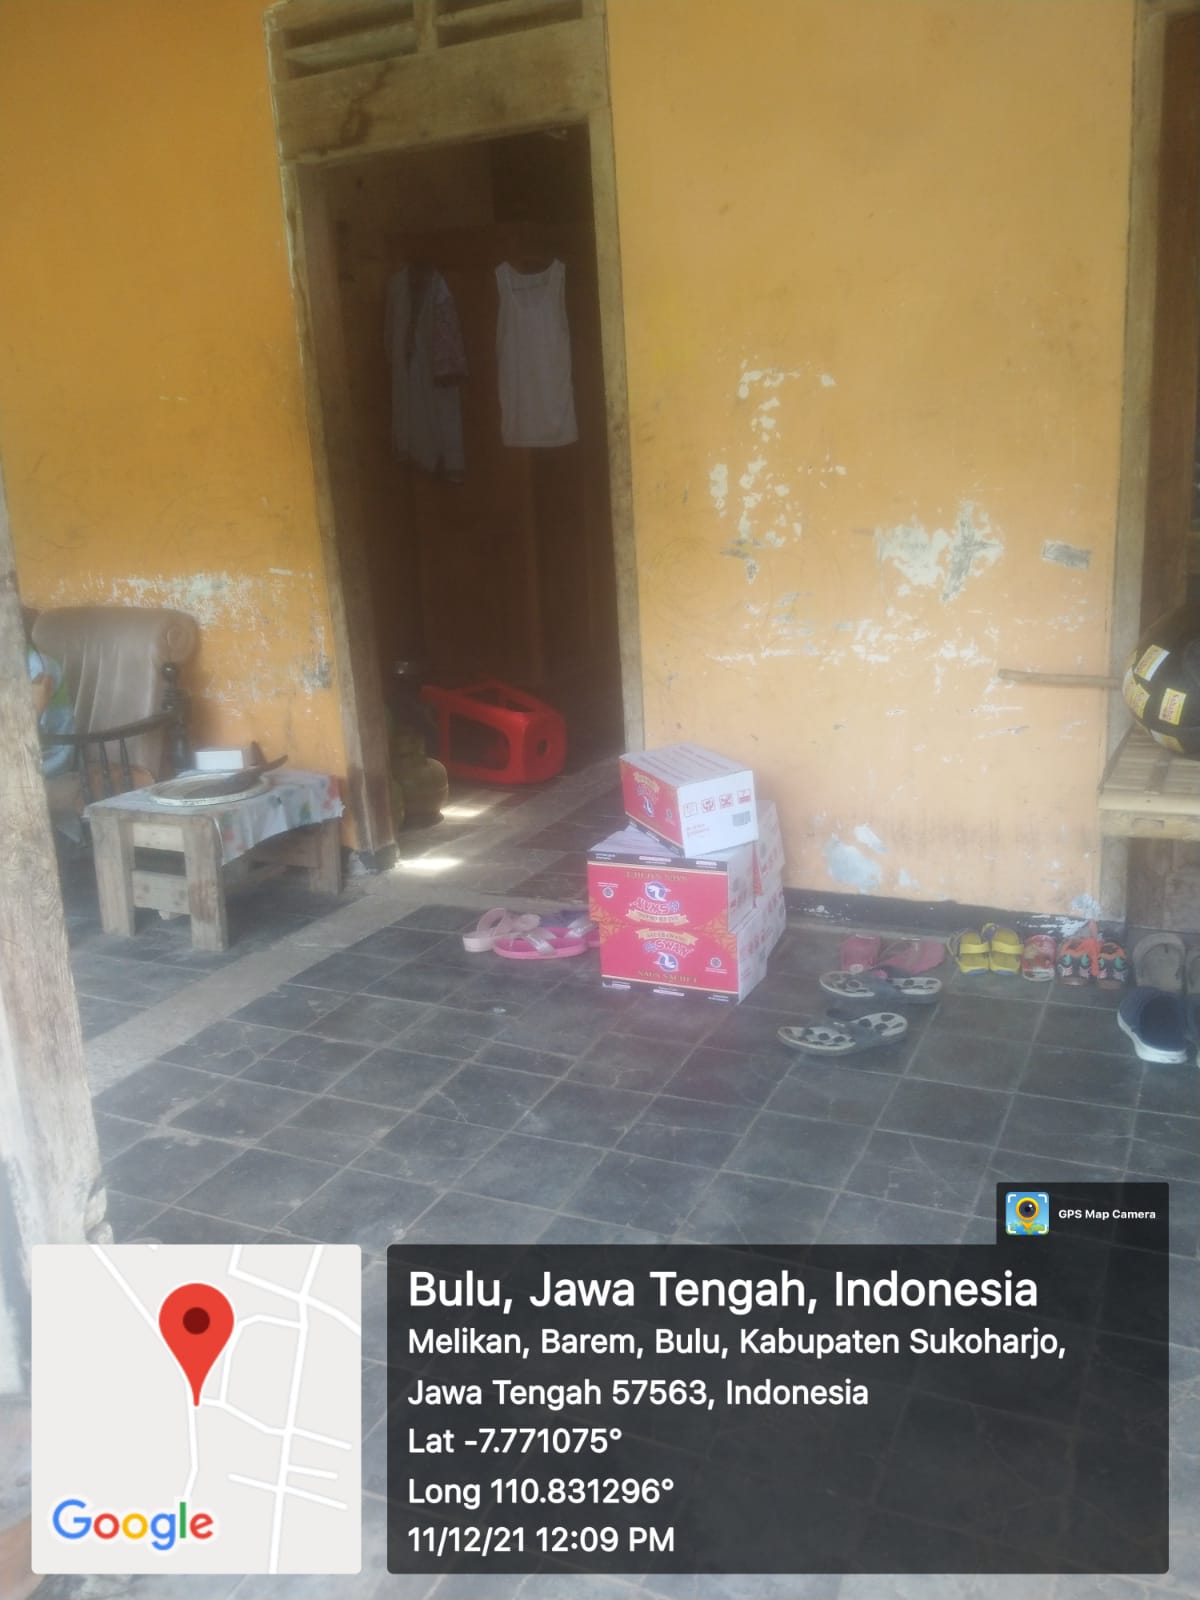 SWAN
GPS Map Camera
Bulu, Jawa Tengah, Indonesia
Melikan, Barem, Bulu, Kabupaten Sukoharjo,
Jawa Tengah 57563, Indonesia
Lat -7.771075°
Long 110.831296°
11/12/21 12:09 PM
Google